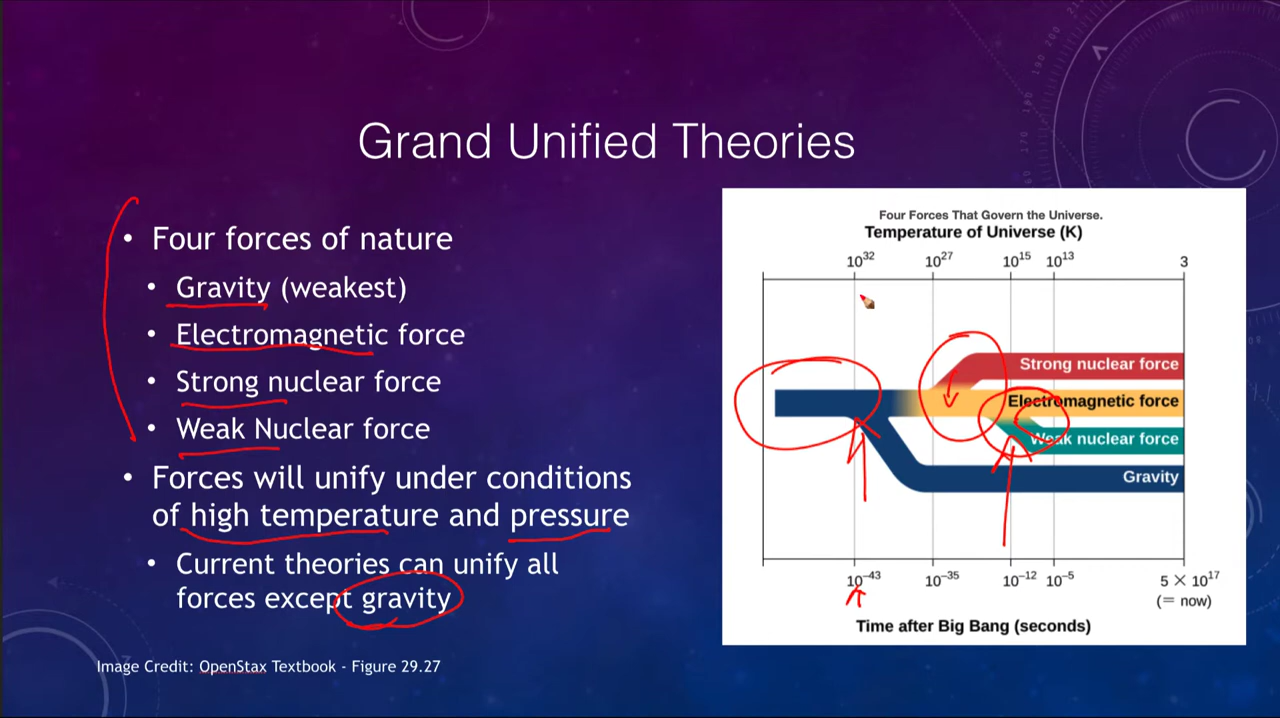 Grand Unified Theories
• Four forces of nature
• Gravity (weakest)
• Electromagnetic force
• Strong nuclear force
• Weak Nuclear force
• Forces will unify under conditions
of high temperature and pressure
• Current theories can unify all
forces except gravity
Image Credit: OpenStax Textbook - Figure 29.27
Four Forces That Govern the Universe.
Temperature of Universe (K)
10³² 10²⁷ 10¹⁵ 10¹³ 3
Strong nuclear force
Electromagnetic force
Weak nuclear force
Gravity
10⁻⁴³ 10⁻³⁵ 10⁻¹² 10⁻⁵ 5 × 10¹⁷
(= now)
Time after Big Bang (seconds)